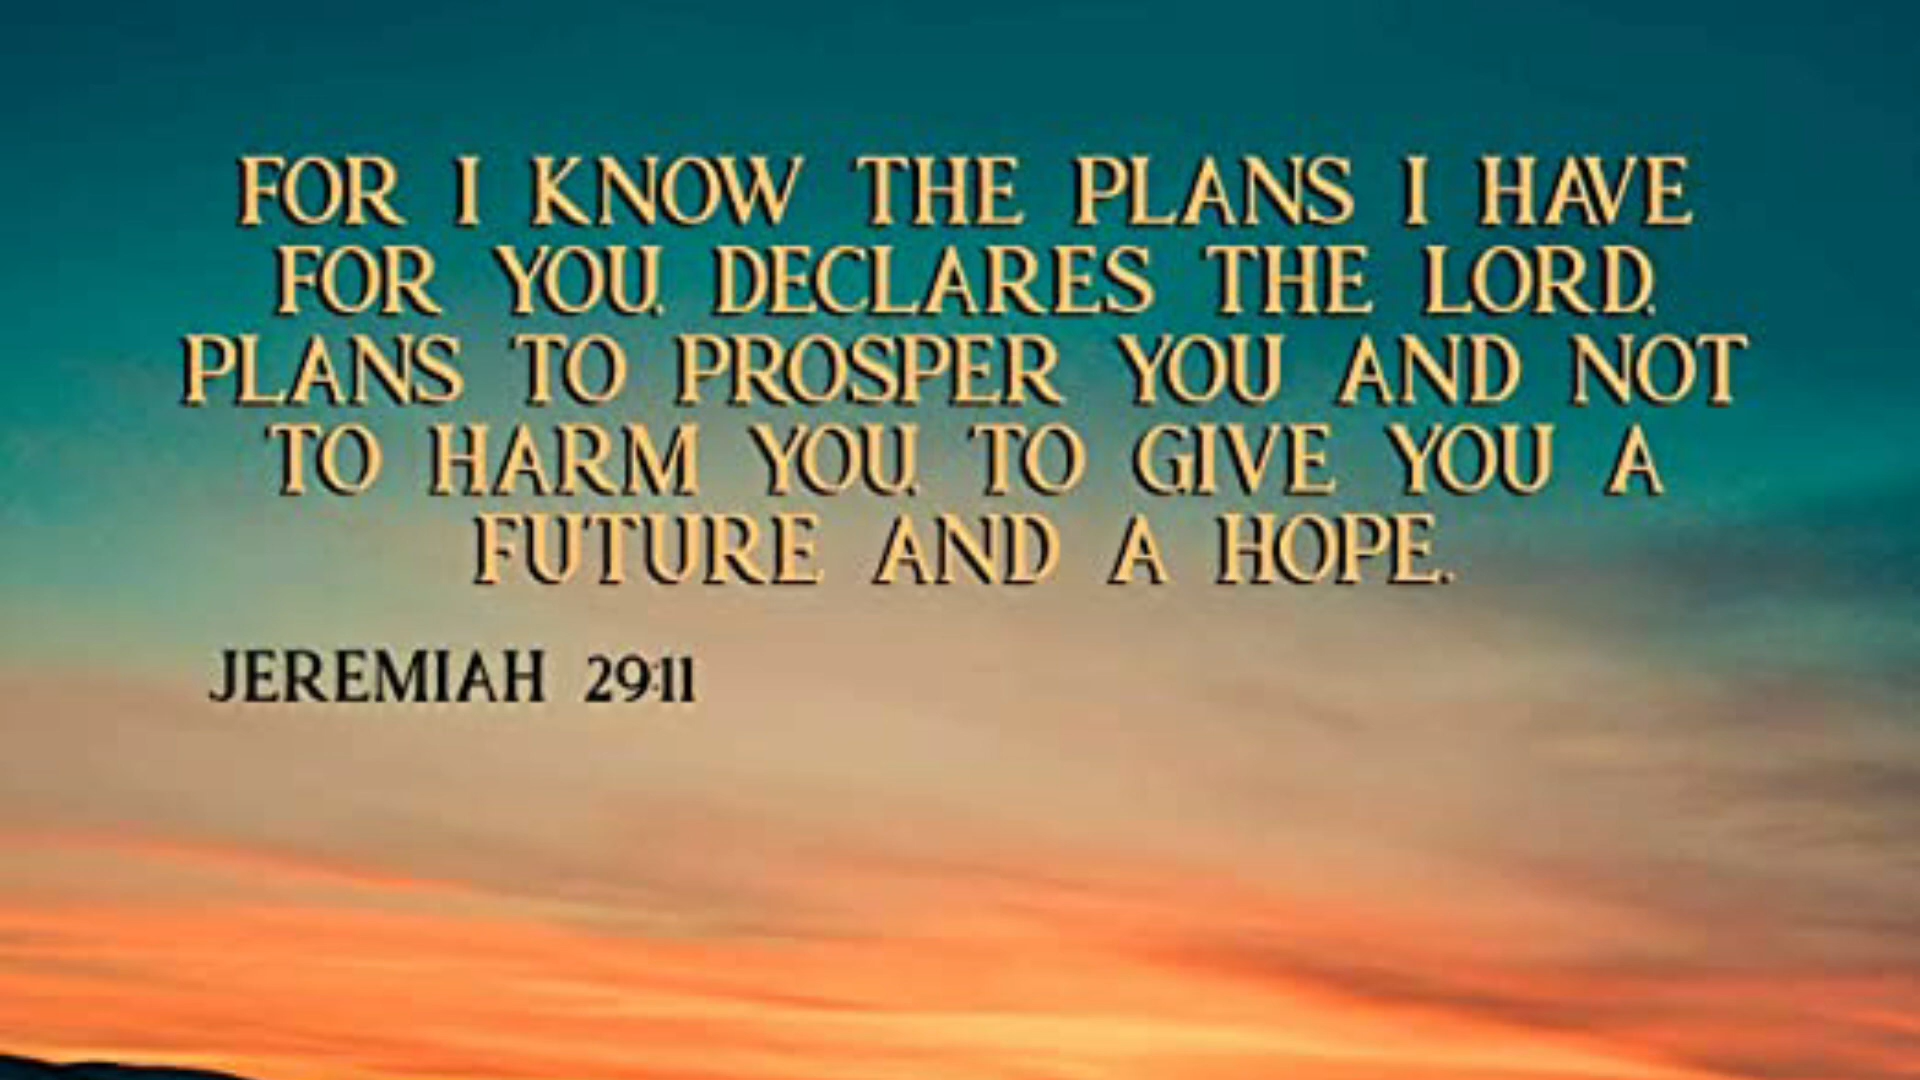 FOR I KNOW THE PLANS I HAVE
FOR YOU, DECLARES THE LORD,
PLANS TO PROSPER YOU AND NOT
TO HARM YOU, TO GIVE YOU A
FUTURE AND A HOPE.
JEREMIAH 29:11